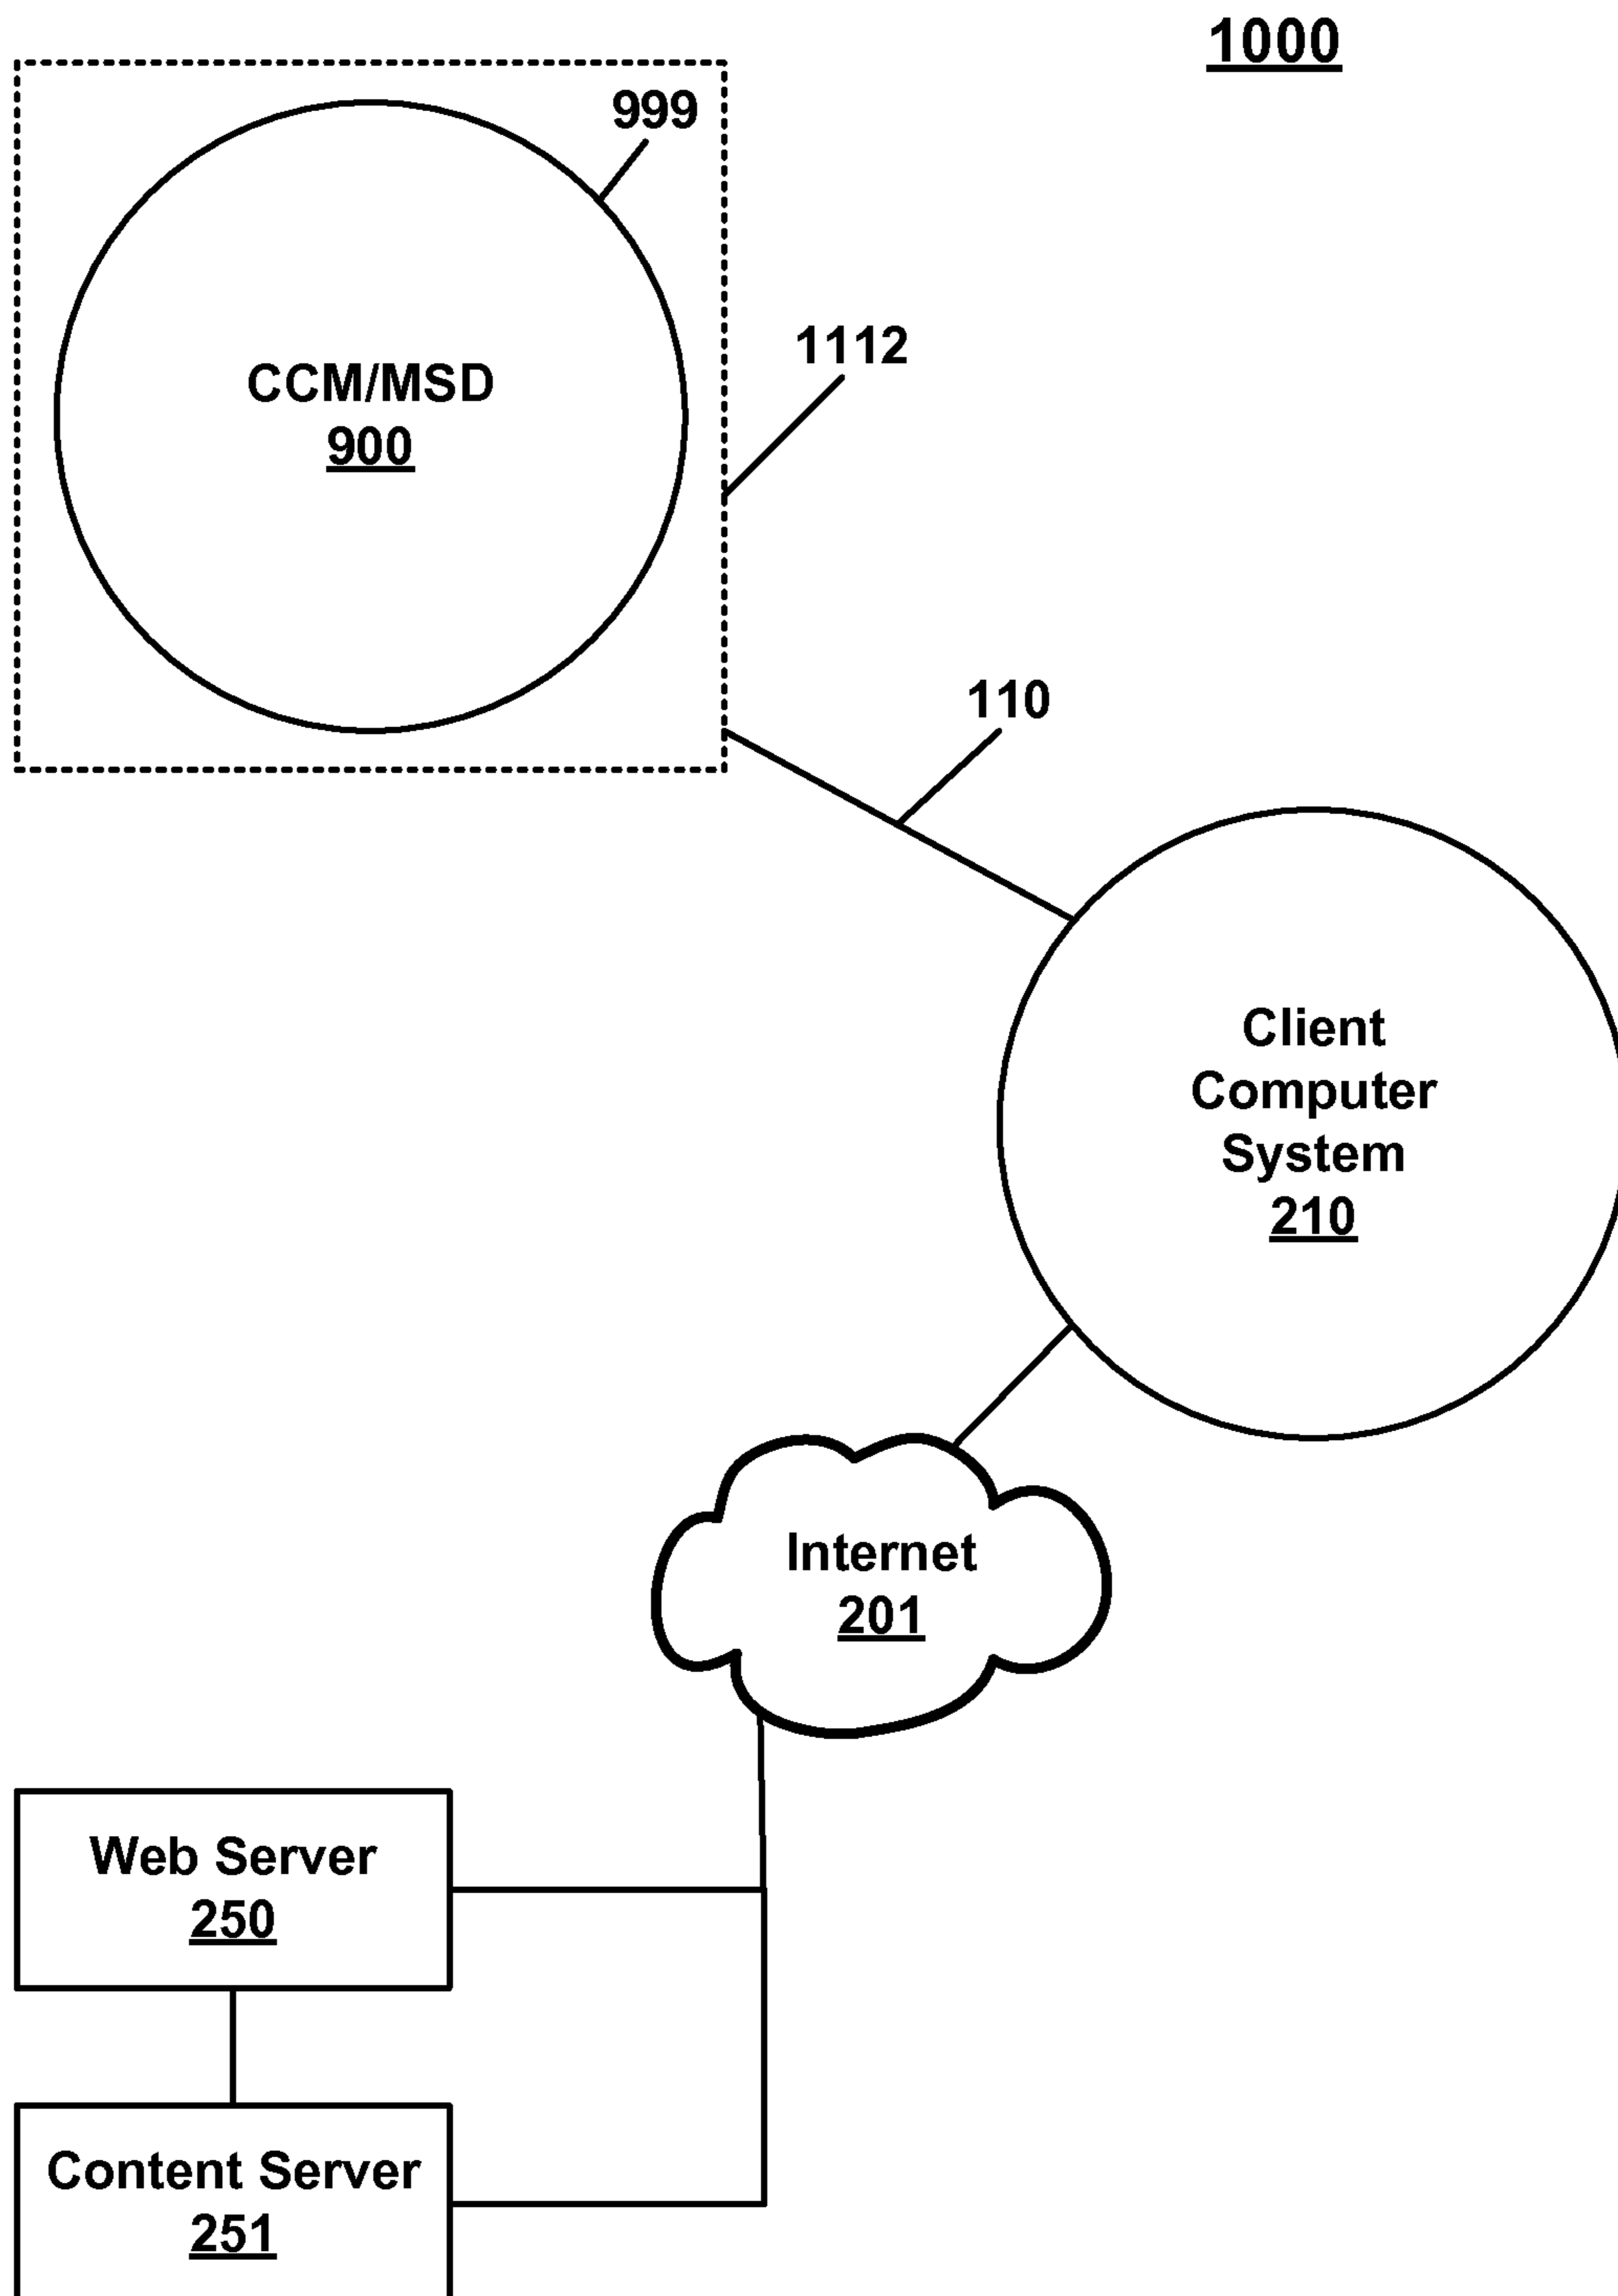 1000
999
CCM/MSD
900
1112
110
Client
Computer
System
210
Internet
201
Web Server
250
Content Server
251